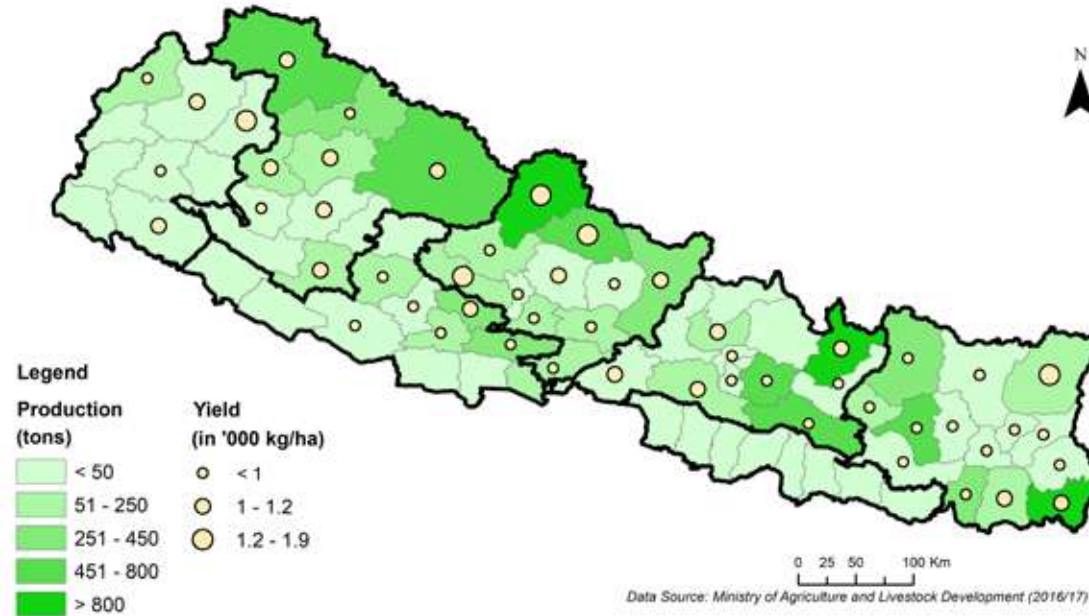 N
Legend
Production
(tons)
< 50
51 - 250
251 - 450
451 - 800
> 800
Yield
(in '000 kg/ha)
< 1
1 - 1.2
1.2 - 1.9
0 25 50 100 Km
Data Source: Ministry of Agriculture and Livestock Development (2016/17)